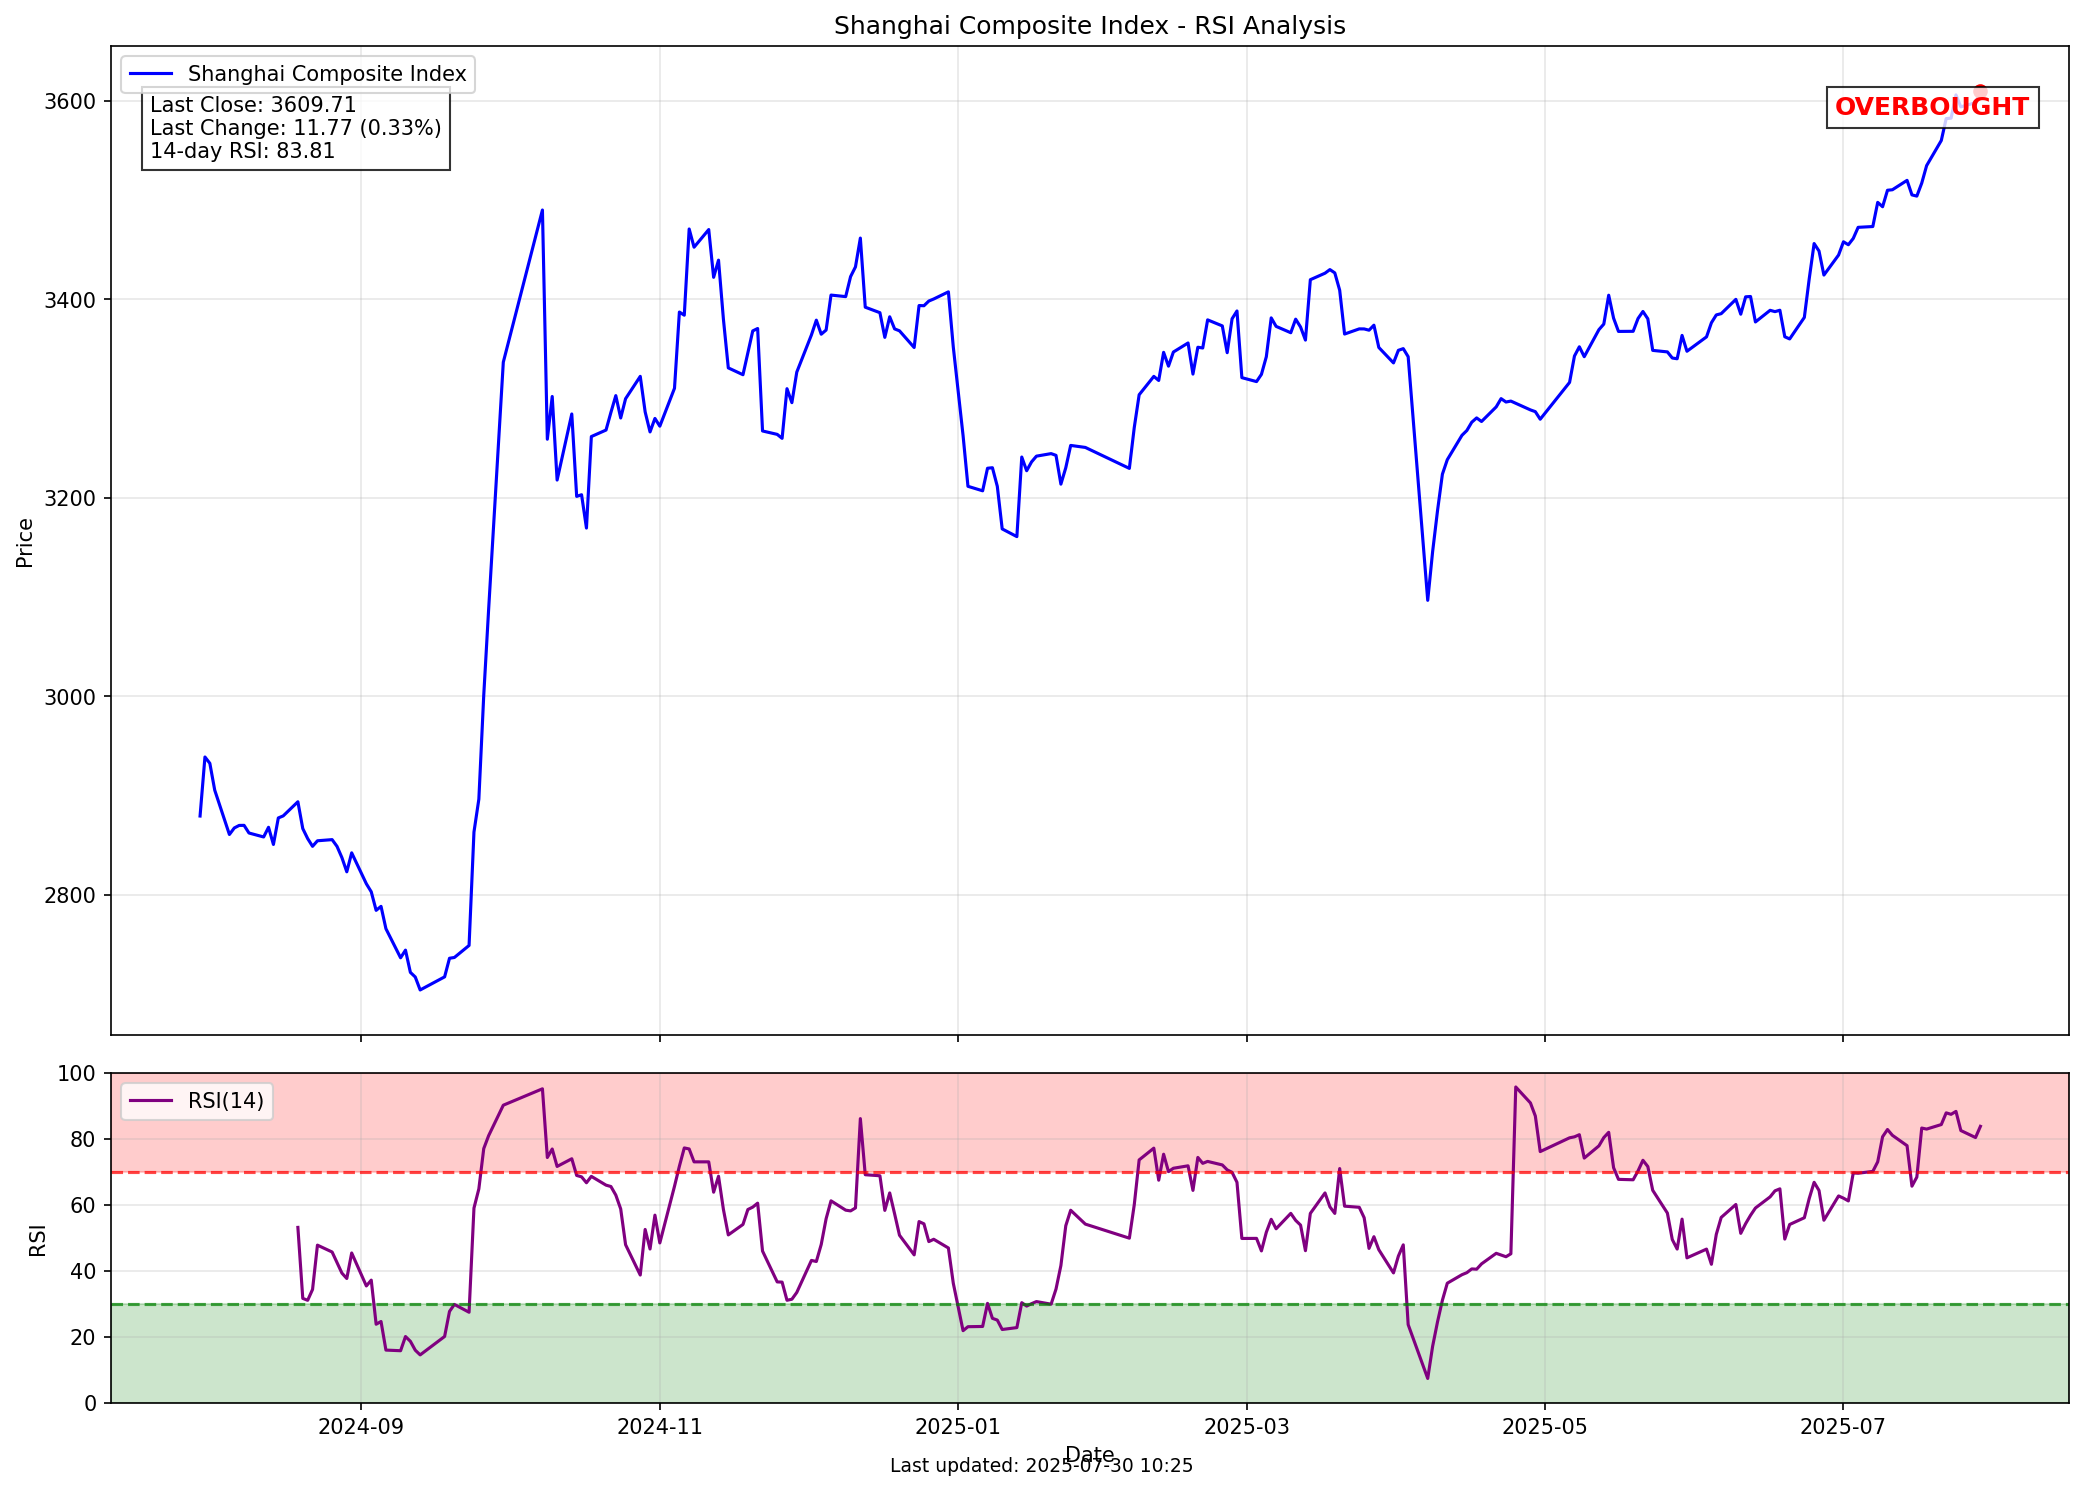 Shanghai Composite Index - RSI Analysis
Shanghai Composite Index
Last Close: 3609.71
Last Change: 11.77 (0.33%)
14-day RSI: 83.81
OVERBOUGHT
Price
3600
3400
3200
3000
2800
RSI(14)
RSI
100
80
60
40
20
0
2024-09
2024-11
2025-01
2025-03
2025-05
2025-07
Date
Last updated: 2025-07-30 10:25